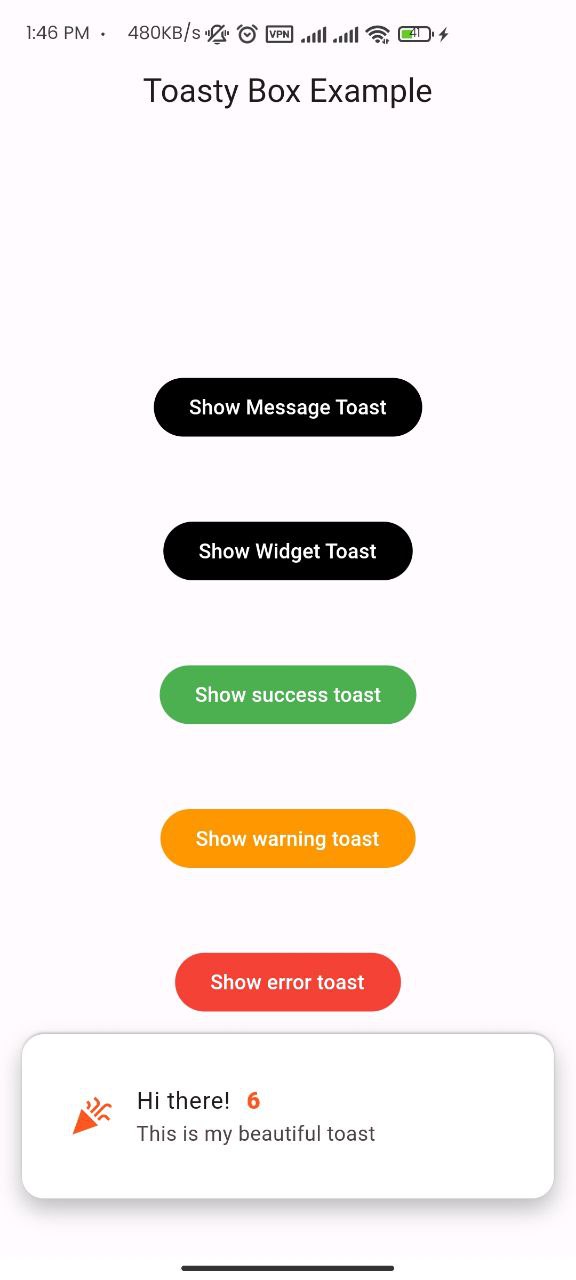 1:46 PM • 480KB/s VPN 41
Toasty Box Example
Show Message Toast
Show Widget Toast
Show success toast
Show warning toast
Show error toast
Hi there! 6
This is my beautiful toast